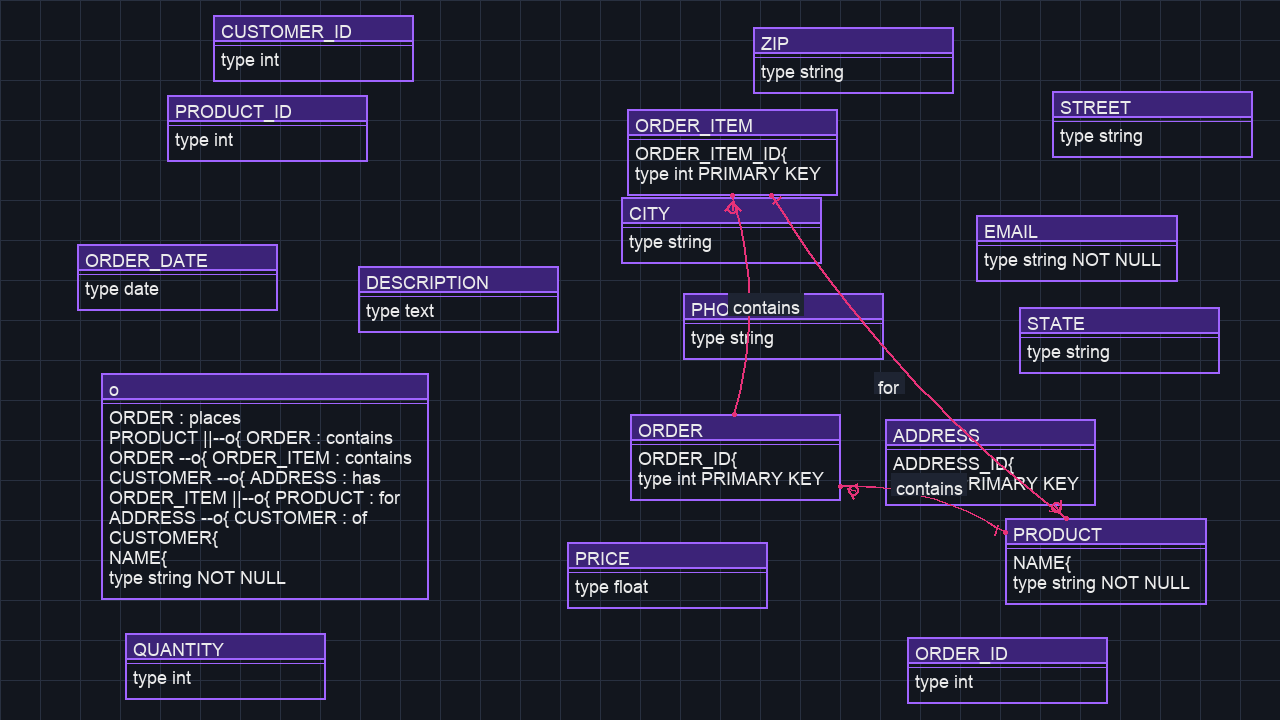 CUSTOMER_ID
type int
ZIP
type string
PRODUCT_ID
type int
STREET
type string
ORDER_ITEM
ORDER_ITEM_ID{
type int PRIMARY KEY
CITY
type string
EMAIL
type string NOT NULL
ORDER_DATE
type date
DESCRIPTION
type text
PHO
contains
type string
STATE
type string
for
o
ORDER : places
PRODUCT ||--o{ ORDER : contains
ORDER --o{ ORDER_ITEM : contains
CUSTOMER --o{ ADDRESS : has
ORDER_ITEM ||--o{ PRODUCT : for
ADDRESS --o{ CUSTOMER : of
CUSTOMER{
NAME{
type string NOT NULL
ORDER
ORDER_ID{
type int PRIMARY KEY
ADDRESS
ADDRESS_ID{
contains
RIMARY KEY
PRODUCT
NAME{
type string NOT NULL
PRICE
type float
QUANTITY
type int
ORDER_ID
type int